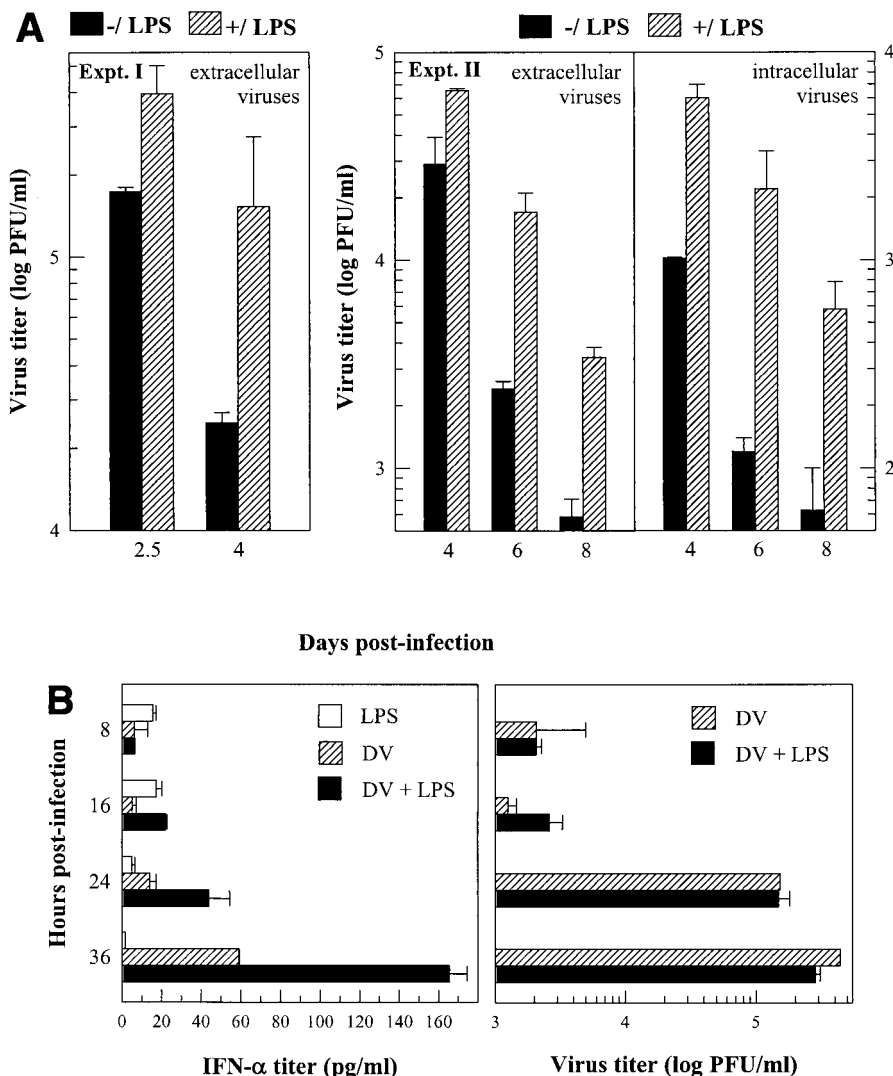 A
-/ LPS +/ LPS
-/ LPS +/ LPS
Expt. I extracellular viruses
Expt. II extracellular viruses
intracellular viruses
Virus titer (log PFU/ml)
5
4
2.5 4
Virus titer (log PFU/ml)
5
4
3
4 6 8
4
3
2
4 6 8
Days post-infection
B
LPS
DV
DV + LPS
DV
DV + LPS
Hours post-infection
8
16
24
36
0 20 40 60 80 100 120 140 160
3 4 5
IFN-α titer (pg/ml)
Virus titer (log PFU/ml)